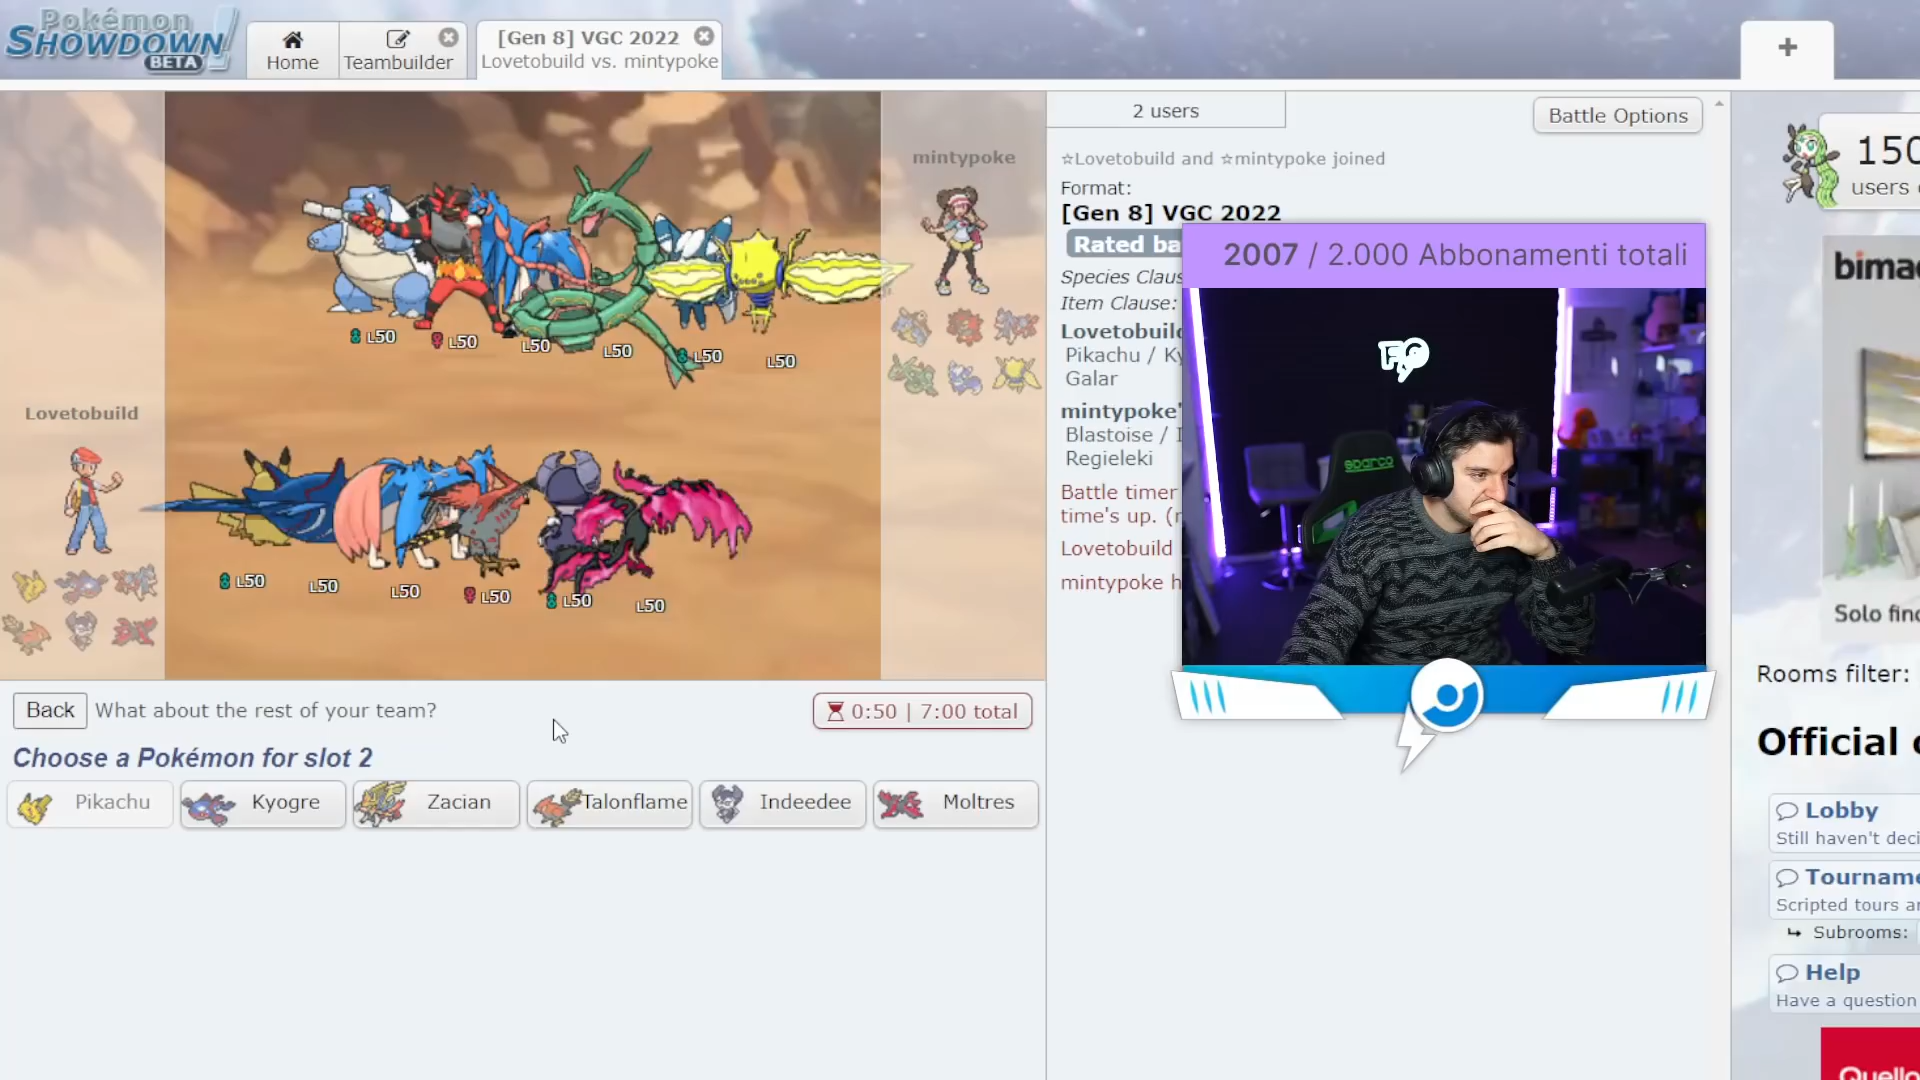 Pokémon
SHOWDOWN!
BETA
Home
Teambuilder
[Gen 8] VGC 2022
Lovetobuild vs. mintypoke
+
mintypoke
L50
L50
L50
L50
L50
L50
Lovetobuild
L50
L50
L50
L50
L50
L50
2 users
Battle Options
☆Lovetobuild and ☆mintypoke joined
Format:
[Gen 8] VGC 2022
Rated ba
Species Claus
Item Clause:
Lovetobuild
Pikachu / Ky
Galar
mintypoke'
Blastoise / I
Regieleki
Battle timer
time's up. (r
Lovetobuild
mintypoke h
2007 / 2.000 Abbonamenti totali
sparco
150
users o
bima
Solo find
Rooms filter:
Official c
Lobby
Still haven't deci
Tourname
Scripted tours an
↳ Subrooms:
Help
Have a question
Quello
Back
What about the rest of your team?
0:50 | 7:00 total
Choose a Pokémon for slot 2
Pikachu
Kyogre
Zacian
Talonflame
Indeedee
Moltres